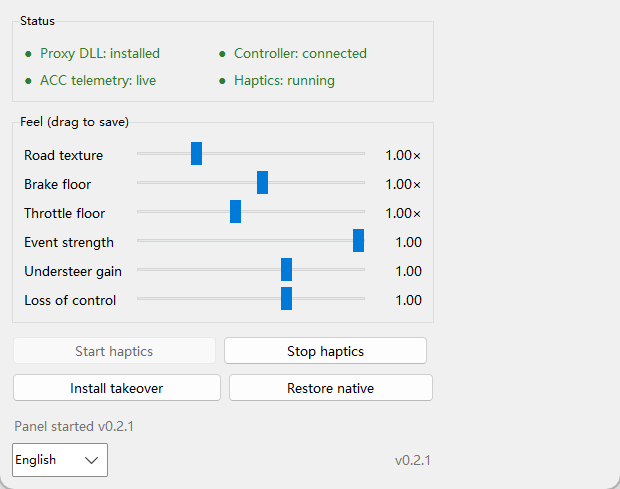 Status
● Proxy DLL: installed ● Controller: connected
● ACC telemetry: live ● Haptics: running
Feel (drag to save)
Road texture 1.00×
Brake floor 1.00×
Throttle floor 1.00×
Event strength 1.00
Understeer gain 1.00
Loss of control 1.00
Start haptics Stop haptics
Install takeover Restore native
Panel started v0.2.1
English v0.2.1